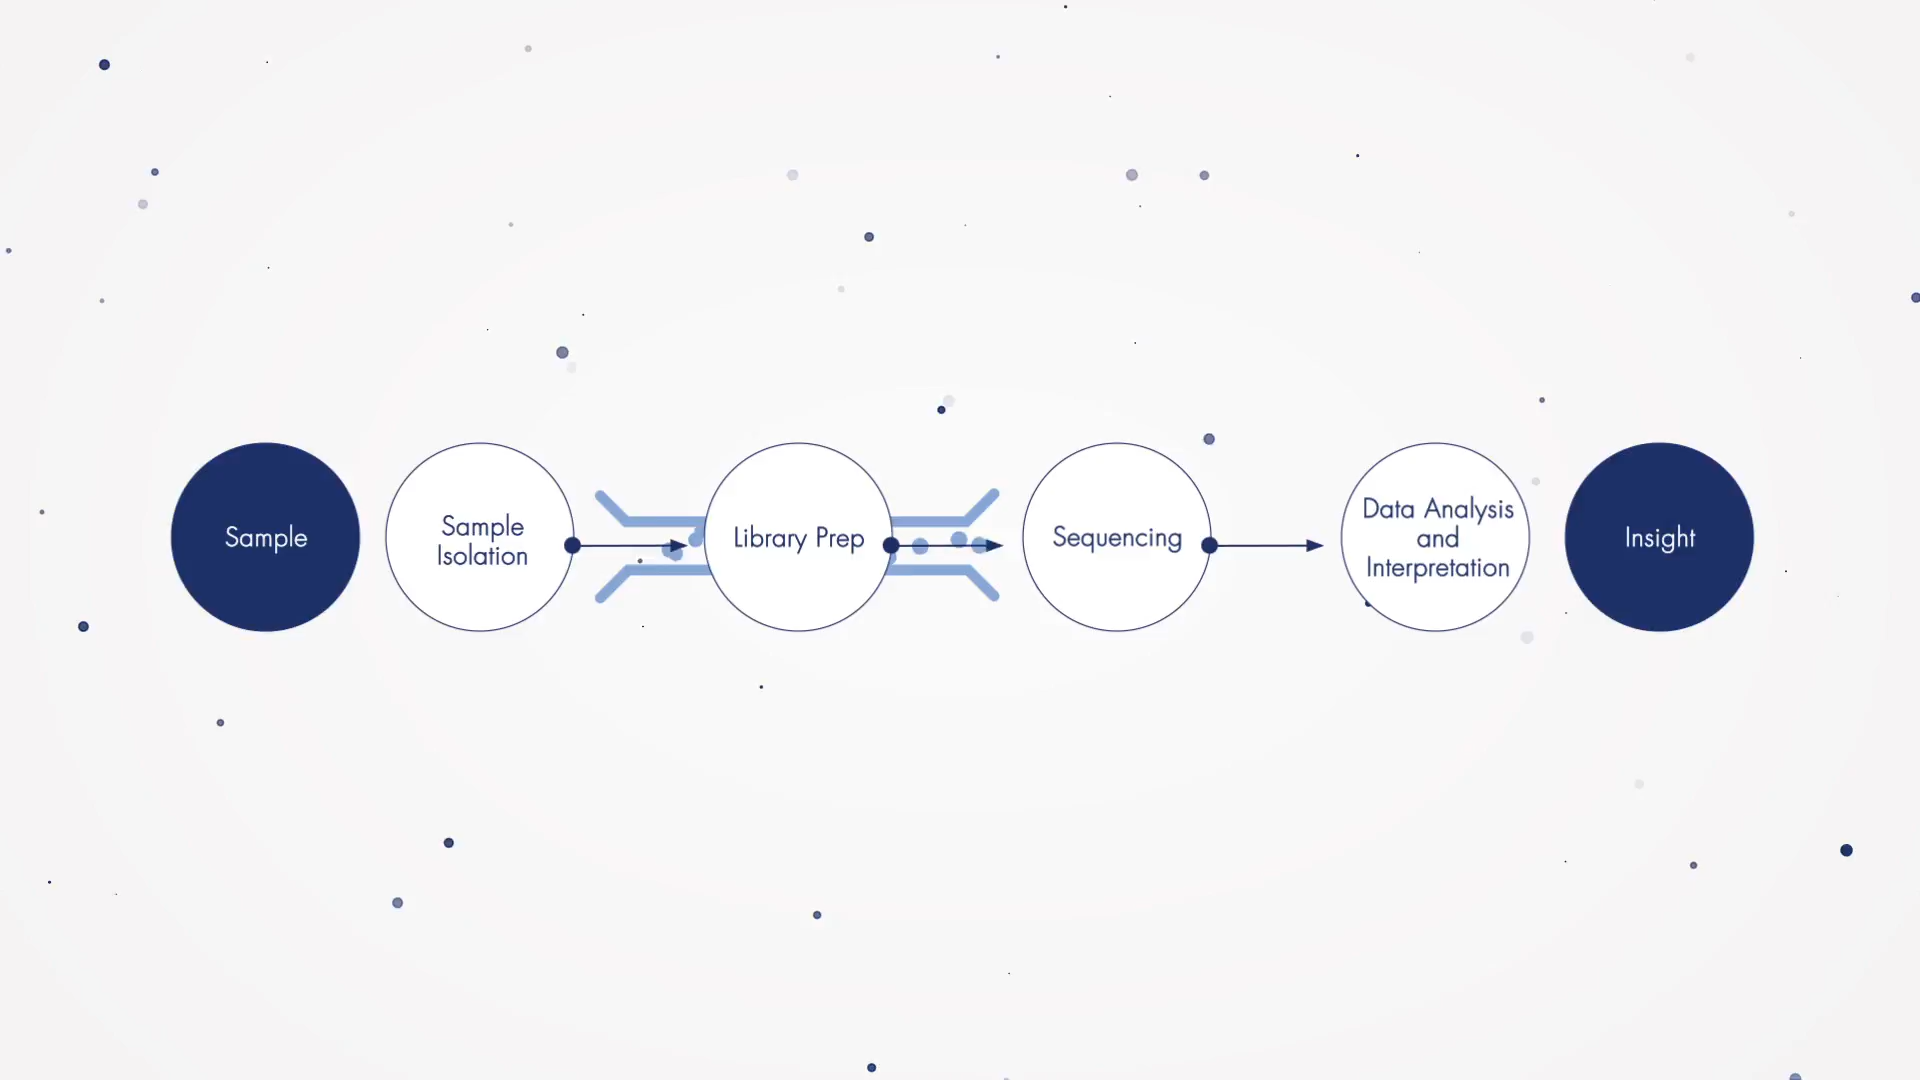 Sample
Sample
Isolation
Library Prep
Sequencing
Data Analysis
and
Interpretation
Insight